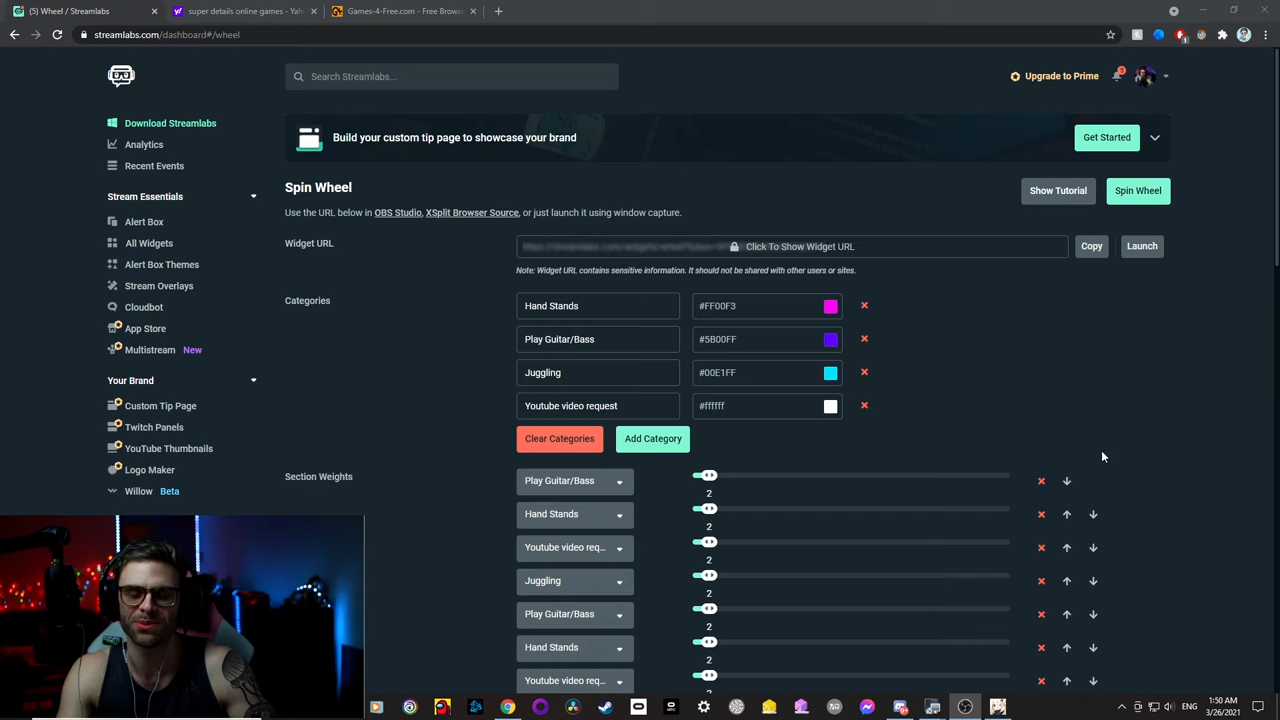 (5) Wheel / Streamlabs
super details online games - Yaho
Games-4-Free.com - Free Browse
streamlabs.com/dashboard#/wheel
Search Streamlabs...
Upgrade to Prime
Download Streamlabs
Analytics
Recent Events
Stream Essentials
Alert Box
All Widgets
Alert Box Themes
Stream Overlays
Cloudbot
App Store
Multistream New
Your Brand
Custom Tip Page
Twitch Panels
YouTube Thumbnails
Logo Maker
Willow Beta
Build your custom tip page to showcase your brand
Get Started
Spin Wheel
Show Tutorial
Spin Wheel
Use the URL below in OBS Studio, XSplit Browser Source, or just launch it using window capture.
Widget URL
Click To Show Widget URL
Copy
Launch
Note: Widget URL contains sensitive information. It should not be shared with other users or sites.
Categories
Hand Stands #FF00F3
Play Guitar/Bass #5B00FF
Juggling #00E1FF
Youtube video request #ffffff
Clear Categories Add Category
Section Weights
Play Guitar/Bass
2
Hand Stands
2
Youtube video req...
2
Juggling
2
Play Guitar/Bass
2
Hand Stands
2
Youtube video req...
ENG
1:50 AM
3/26/2021